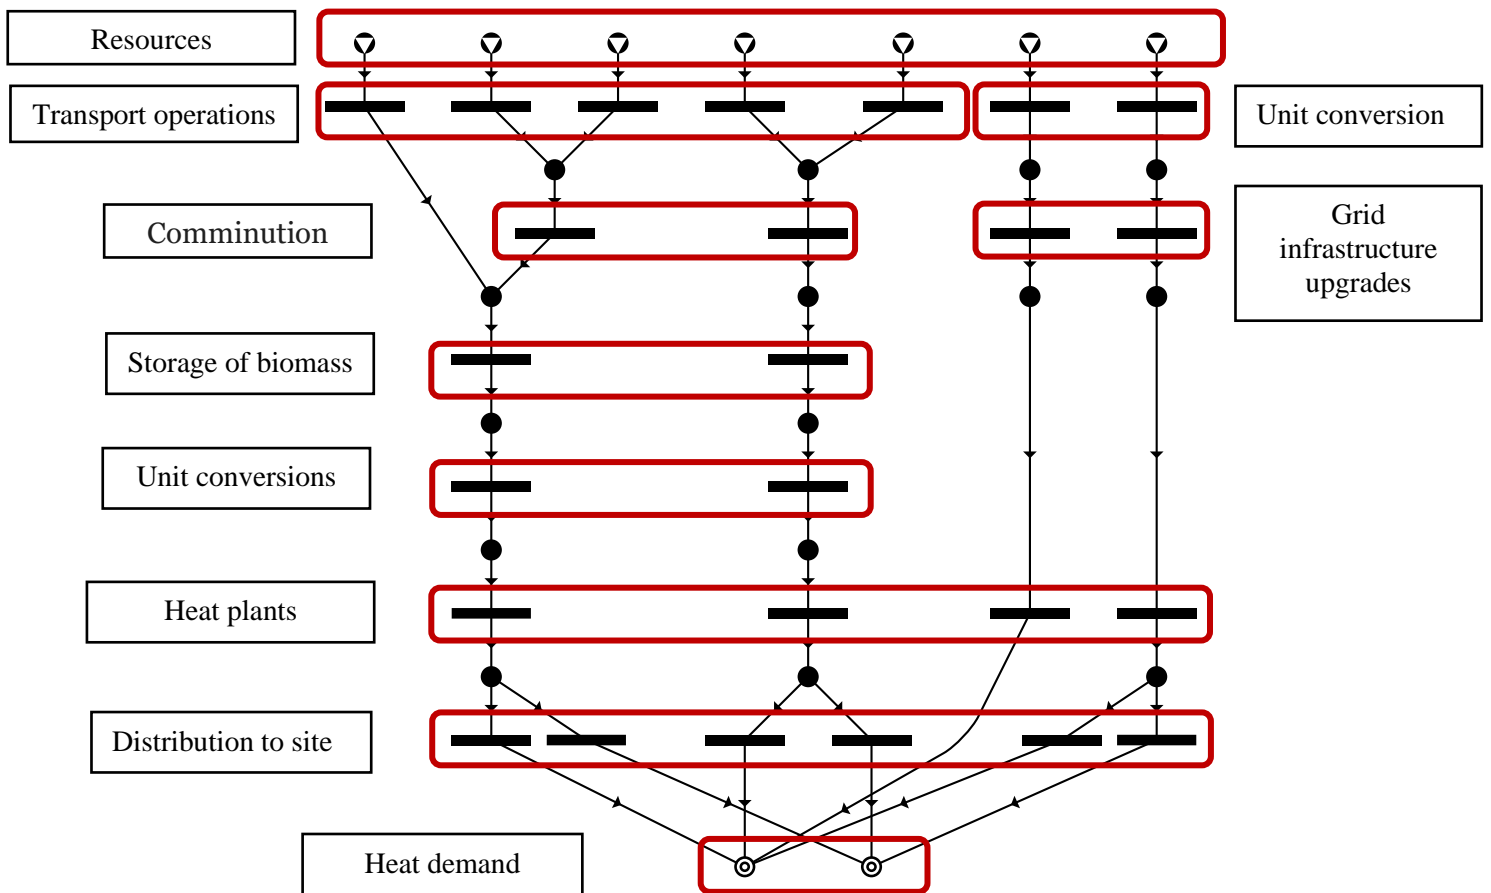 Resources
Transport operations
Unit conversion
Comminution
Grid
infrastructure
upgrades
Storage of biomass
Unit conversions
Heat plants
Distribution to site
Heat demand